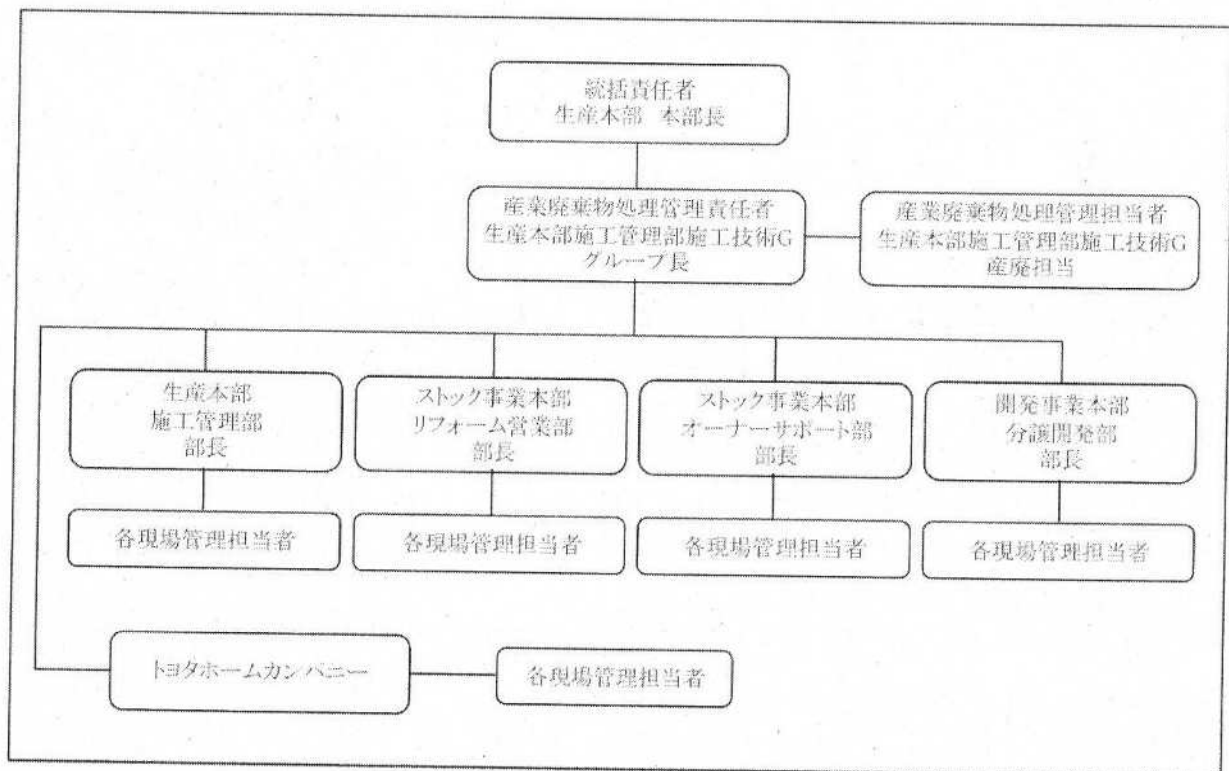 統括責任者
生産本部 本部長
産業廃棄物処理管理責任者
生産本部施工管理部施工技術G
グループ長
産業廃棄物処理管理担当者
生産本部施工管理部施工技術G
産廃担当
生産本部
施工管理部
部長
ストック事業本部
リフォーム営業部
部長
ストック事業本部
オーナーサポート部
部長
開発事業本部
分譲開発部
部長
各現場管理担当者
各現場管理担当者
各現場管理担当者
各現場管理担当者
トヨタホームカンパニー
各現場管理担当者